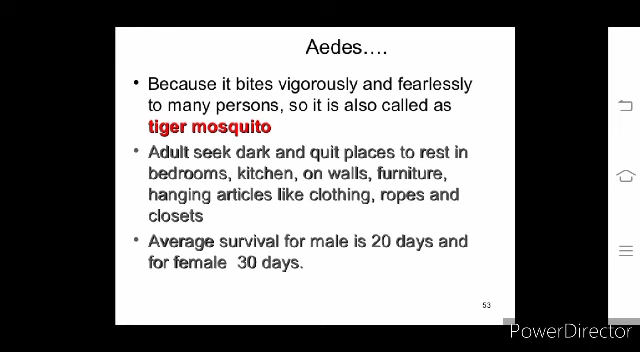 Aedes....
• Because it bites vigorously and fearlessly
to many persons, so it is also called as
tiger mosquito
• Adult seek dark and quit places to rest in
bedrooms, kitchen, on walls, furniture,
hanging articles like clothing, ropes and
closets
• Average survival for male is 20 days and
for female 30 days.
53
PowerDirector